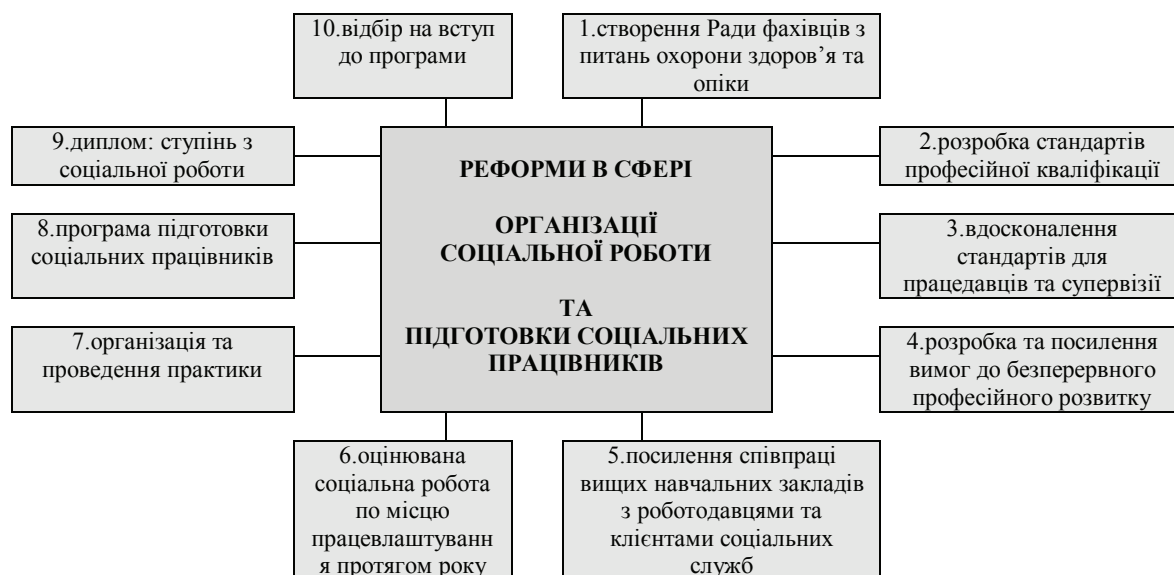 10.відбір на вступ
до програми
1.створення Ради фахівців з
питань охорони здоров’я та
опіки
9.диплом: ступінь з
соціальної роботи
РЕФОРМИ В СФЕРІ
ОРГАНІЗАЦІЇ
СОЦІАЛЬНОЇ РОБОТИ
ТА
ПІДГОТОВКИ СОЦІАЛЬНИХ
ПРАЦІВНИКІВ
2.розробка стандартів
професійної кваліфікації
8.програма підготовки
соціальних працівників
3.вдосконалення
стандартів для
працедавців та супервізії
7.організація та
проведення практики
4.розробка та посилення
вимог до безперервного
професійного розвитку
6.оцінювана
соціальна робота
по місцю
працевлаштуванн
я протягом року
5.посилення співпраці
вищих навчальних закладів
з роботодавцями та
клієнтами соціальних
служб